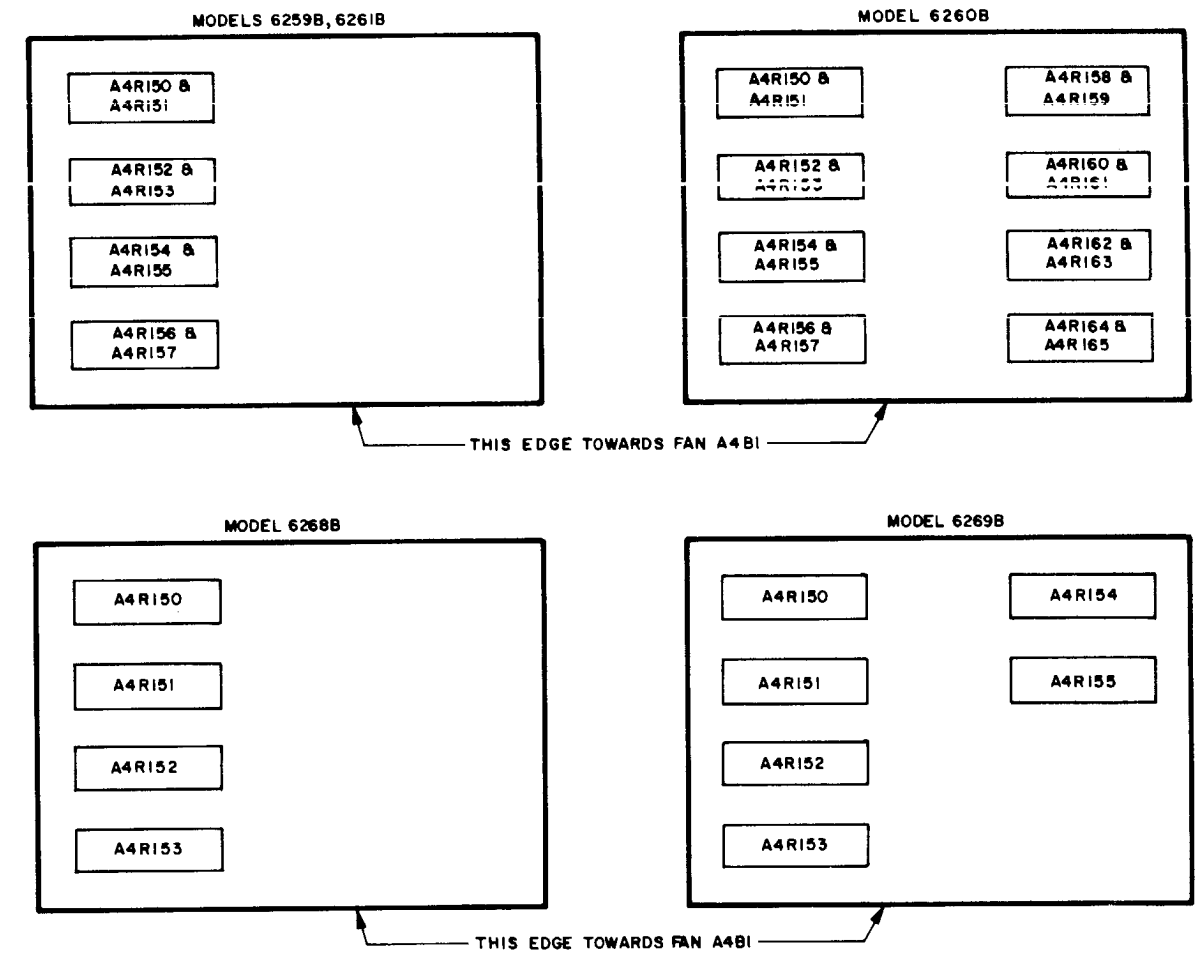 MODELS 6259B, 6261B
A4R150 &
A4R151
A4R152 &
A4R153
A4R154 &
A4R155
A4R156 &
A4R157
MODEL 6260B
A4R150 &
A4R151
A4R152 &
A4R153
A4R154 &
A4R155
A4R156 &
A4R157
A4R158 &
A4R159
A4R160 &
A4R161
A4R162 &
A4R163
A4R164 &
A4R165
THIS EDGE TOWARDS FAN A4B1
MODEL 6268B
A4R150
A4R151
A4R152
A4R153
MODEL 6269B
A4R150
A4R151
A4R152
A4R153
A4R154
A4R155
THIS EDGE TOWARDS FAN A4B1